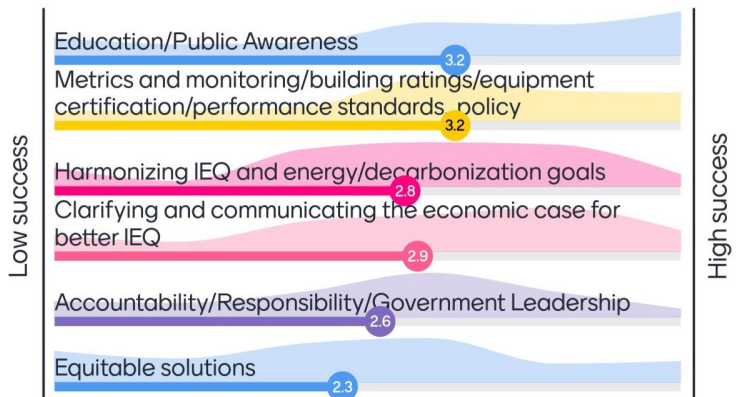 Education/Public Awareness
3.2
Metrics and monitoring/building ratings/equipment
certification/performance standards, policy
3.2
Harmonizing IEQ and energy/decarbonization goals
2.8
Clarifying and communicating the economic case for
better IEQ
2.9
Accountability/Responsibility/Government Leadership
2.6
Equitable solutions
2.3
Low success
High success